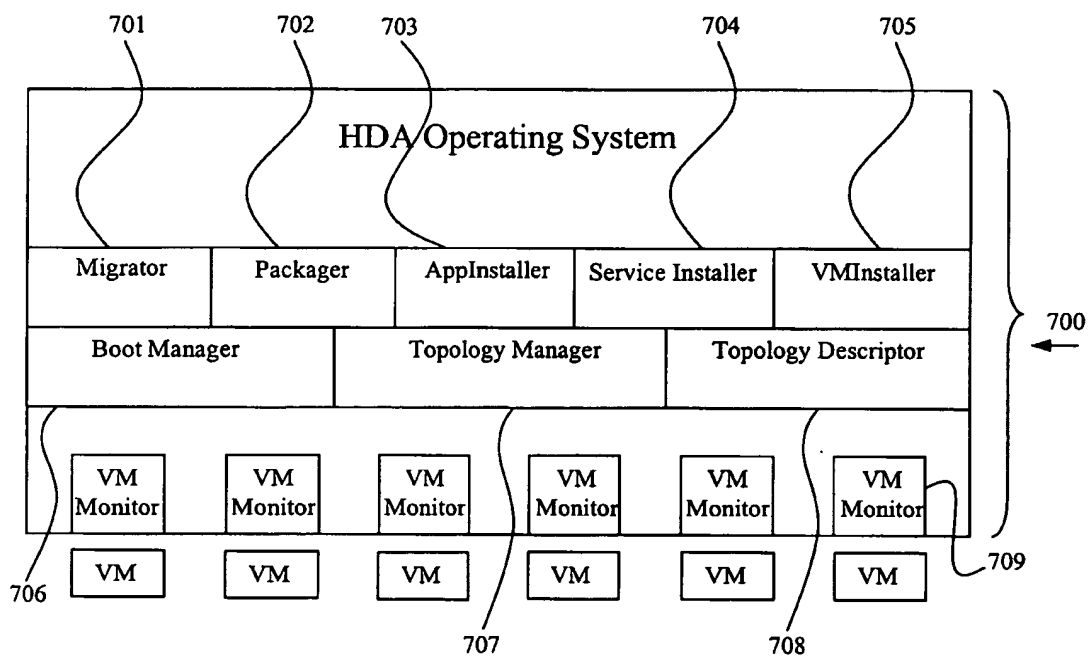 701 702 703 704 705
HDA Operating System
Migrator Packager AppInstaller Service Installer VMInstaller
700
Boot Manager Topology Manager Topology Descriptor
VM Monitor VM Monitor VM Monitor VM Monitor VM Monitor VM Monitor
709
VM VM VM VM VM VM
706
707 708